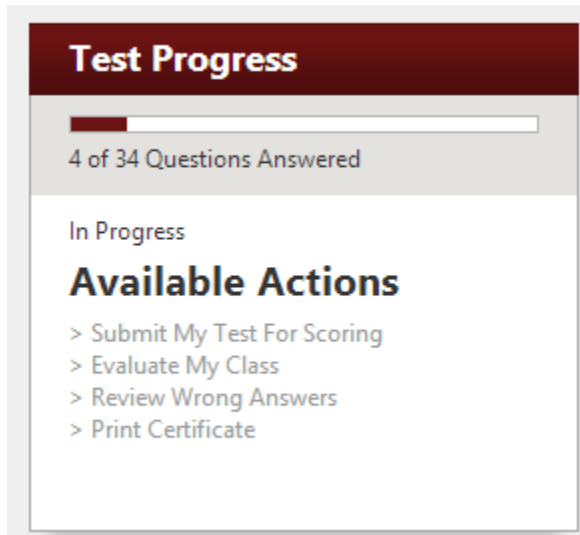 Test Progress
4 of 34 Questions Answered
In Progress
Available Actions
> Submit My Test For Scoring
> Evaluate My Class
> Review Wrong Answers
> Print Certificate